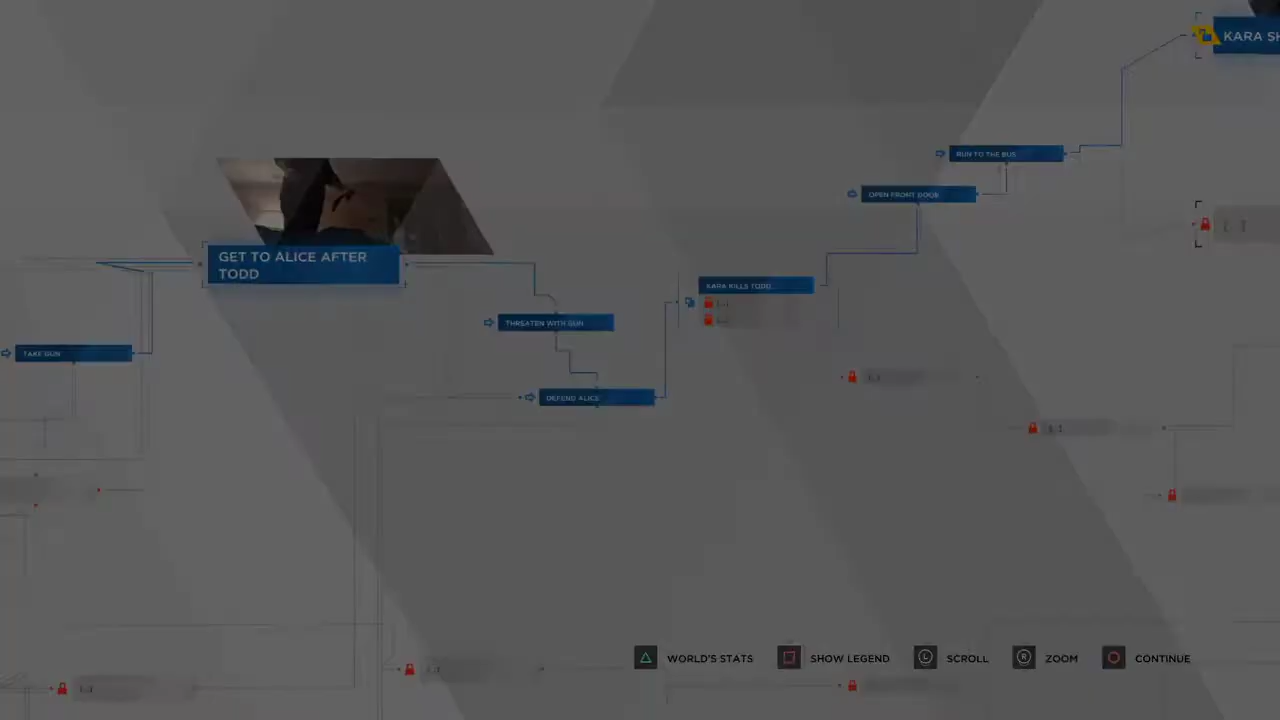 KARA SH
RUN TO THE BUS
OPEN FRONT DOOR
GET TO ALICE AFTER
TODD
KARA KILLS TODD
THREATEN WITH GUN
TAKE GUN
DEFEND ALICE
WORLD'S STATS
SHOW LEGEND
L
SCROLL
R
ZOOM
CONTINUE